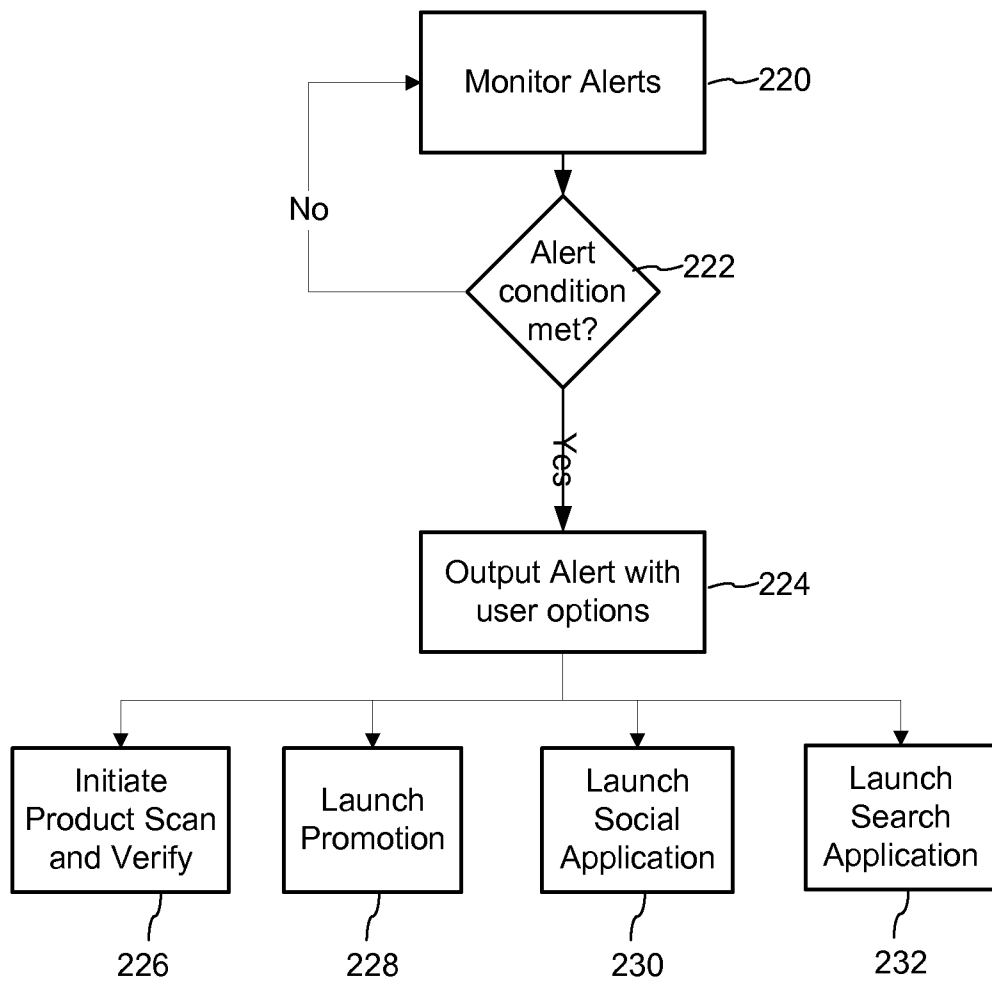 Monitor Alerts
220
No
Alert
condition
met?
222
Yes
Output Alert with
user options
224
Initiate
Product Scan
and Verify
Launch
Promotion
Launch
Social
Application
Launch
Search
Application
226
228
230
232